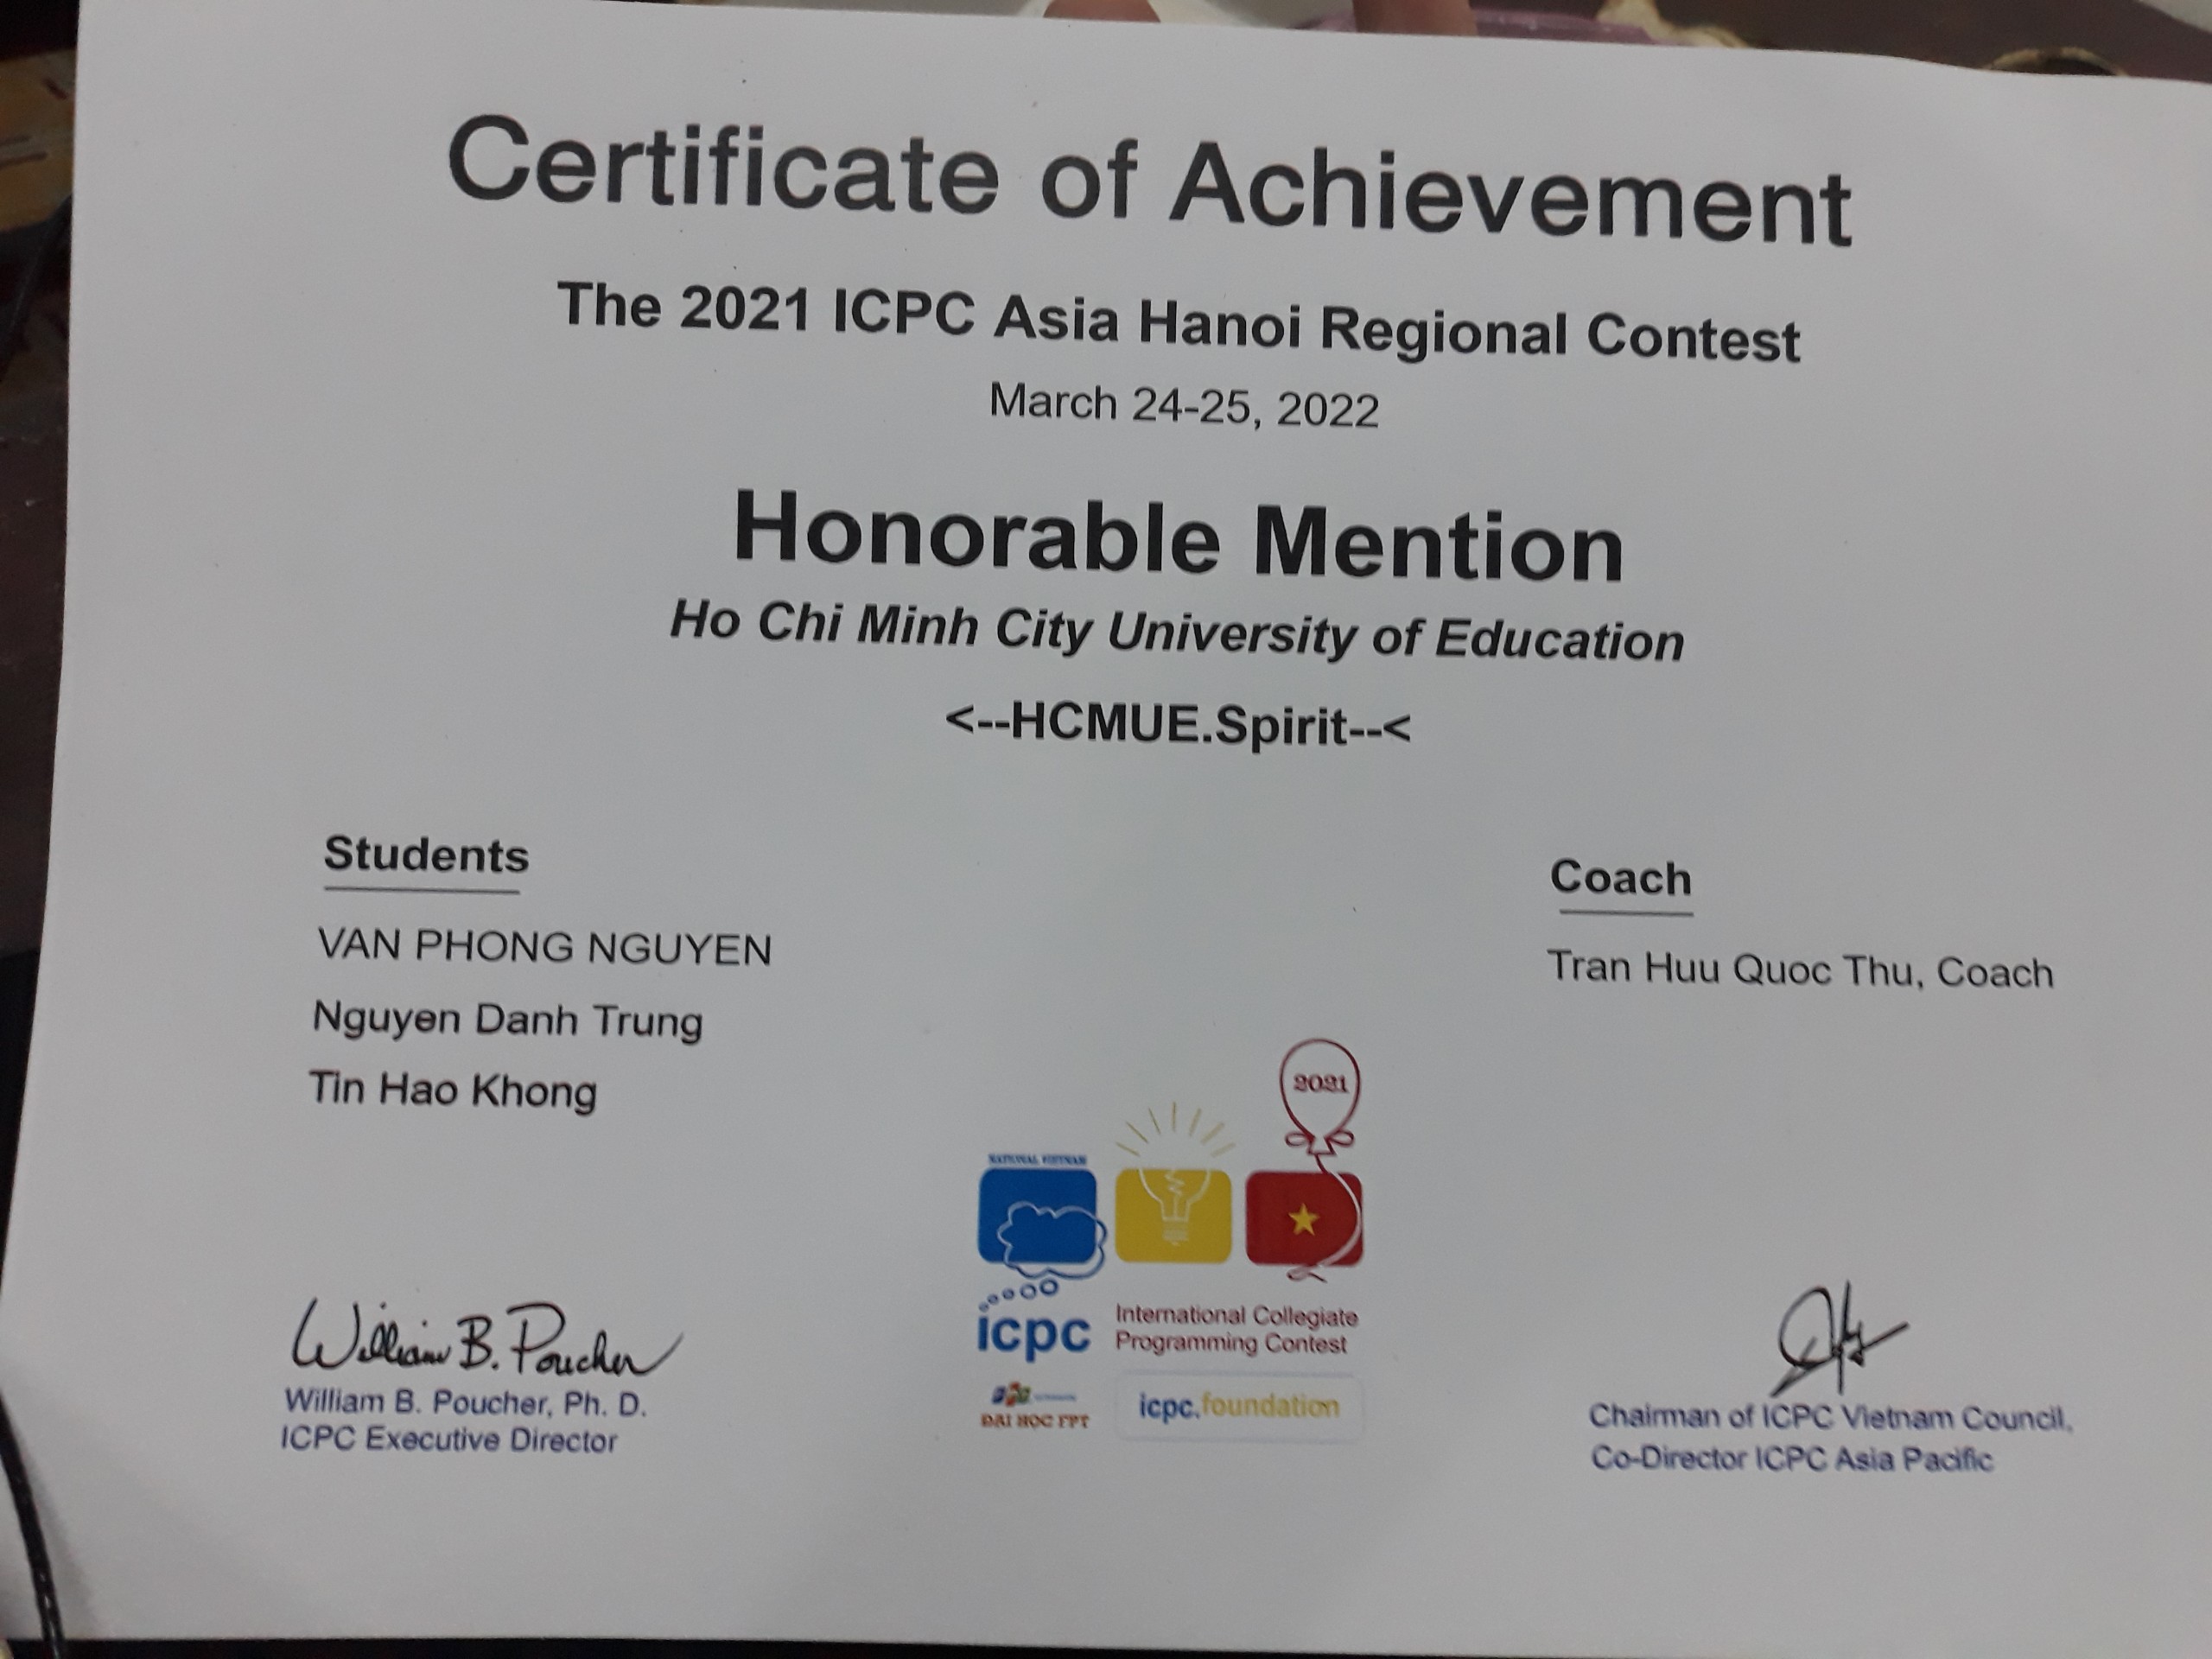 Certificate of Achievement
The 2021 ICPC Asia Hanoi Regional Contest
March 24-25, 2022
Honorable Mention
Ho Chi Minh City University of Education
<--HCMUE.Spirit--<
Students
VAN PHONG NGUYEN
Nguyen Danh Trung
Tin Hao Khong
Coach
Tran Huu Quoc Thu, Coach
2021
NATIONAL VIETNAM
icpc
International Collegiate
Programming Contest
FPT
ĐẠI HỌC FPT
icpc.foundation
William B. Poucher
William B. Poucher, Ph. D.
ICPC Executive Director
Chairman of ICPC Vietnam Council,
Co-Director ICPC Asia Pacific